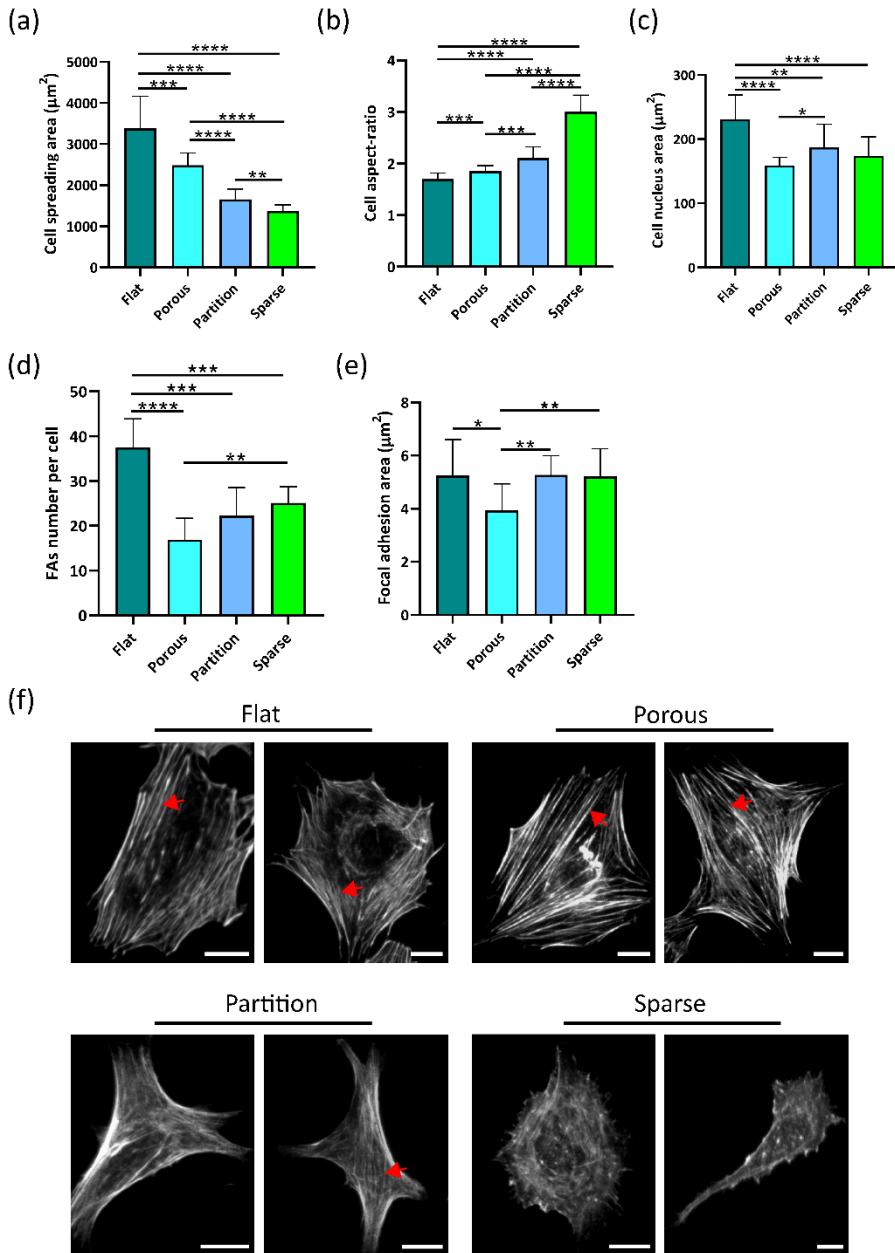 (a)
Cell spreading area (μm²)
5000
4000
3000
2000
1000
0
****
****
***
****
****
**
Flat
Porous
Partition
Sparse
(b)
Cell aspect-ratio
4
3
2
1
0
****
****
****
****
***
***
Flat
Porous
Partition
Sparse
(c)
Cell nucleus area (μm²)
300
200
100
0
****
**
****
*
Flat
Porous
Partition
Sparse
(d)
FAs number per cell
50
40
30
20
10
0
***
***
****
**
Flat
Porous
Partition
Sparse
(e)
Focal adhesion area (μm²)
8
6
4
2
0
**
*
**
Flat
Porous
Partition
Sparse
(f)
Flat
Porous
Partition
Sparse